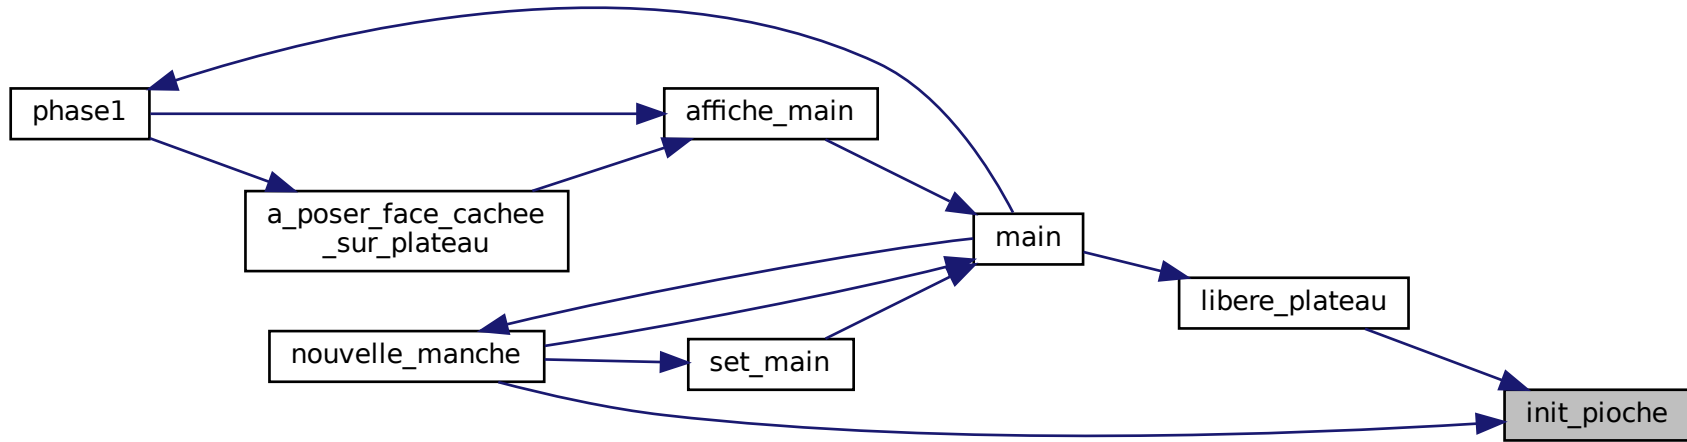 phase1
affiche_main
a_poser_face_cachee
_sur_plateau
main
libere_plateau
nouvelle_manche
set_main
init_pioche